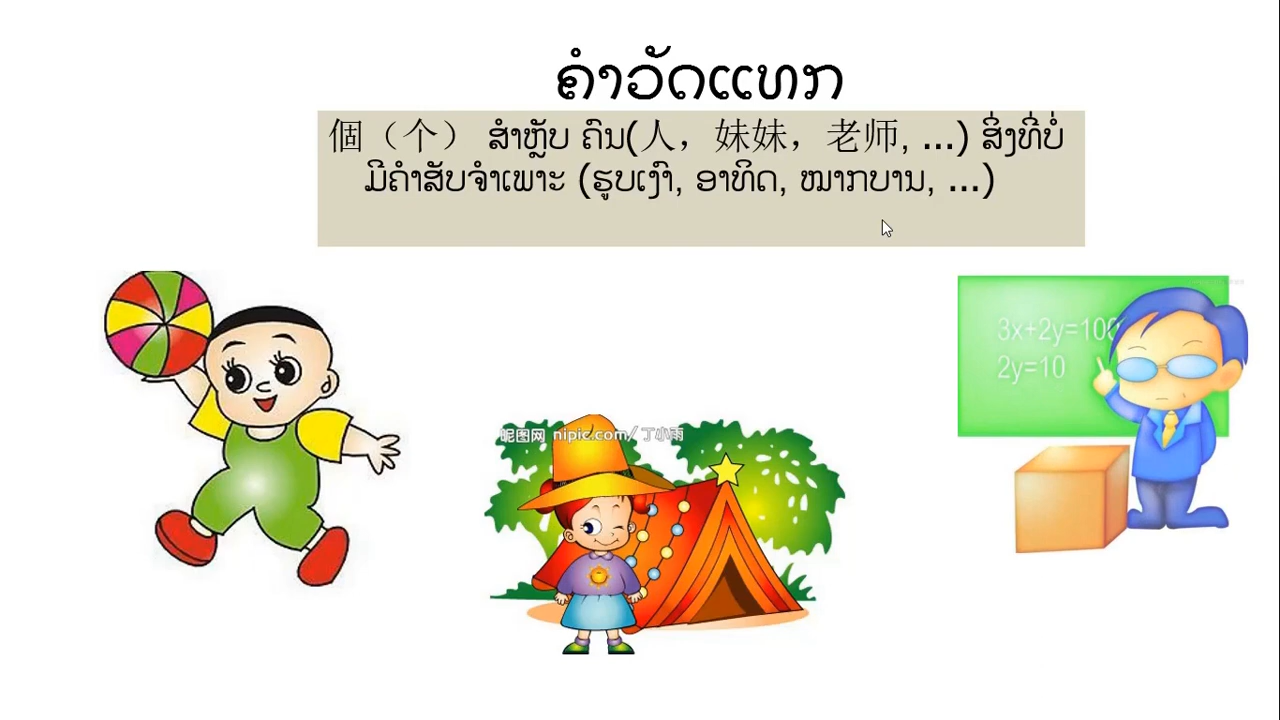 ຄຳວັດແທກ
個（个） ສຳຫຼັບ ຄົນ(人，妹妹，老师, ...) ສິ່ງທີ່ບໍ່
ມີຄຳສັບຈຳເພາະ (ຮູບເງົາ, ອາທິດ, ໝາກບານ, ...)
3x+2y=100
2y=10
昵图网 nipic.com/丁小雨